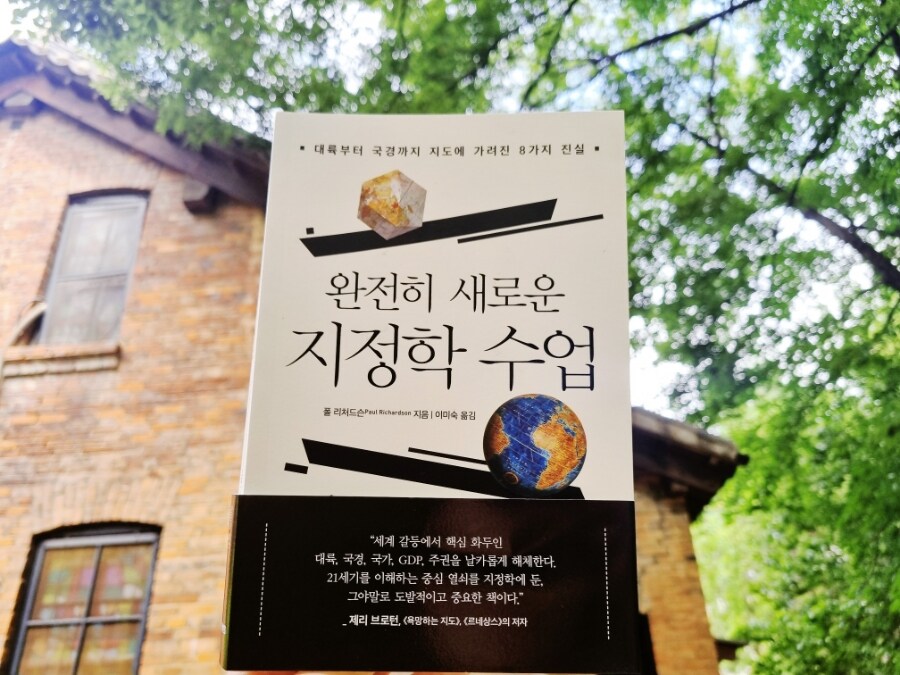 ▪ 대륙부터 국경까지 지도에 가려진 8가지 진실 ▪
완전히 새로운
지정학 수업
폴 리처드슨Paul Richardson 지음 | 이미숙 옮김
“세계 갈등에서 핵심 화두인
대륙, 국경, 국가, GDP, 주권을 날카롭게 해체한다.
21세기를 이해하는 중심 열쇠를 지정학에 둔,
그야말로 도발적이고 중요한 책이다.”
_ 제리 브로턴, 《욕망하는 지도》, 《르네상스》의 저자